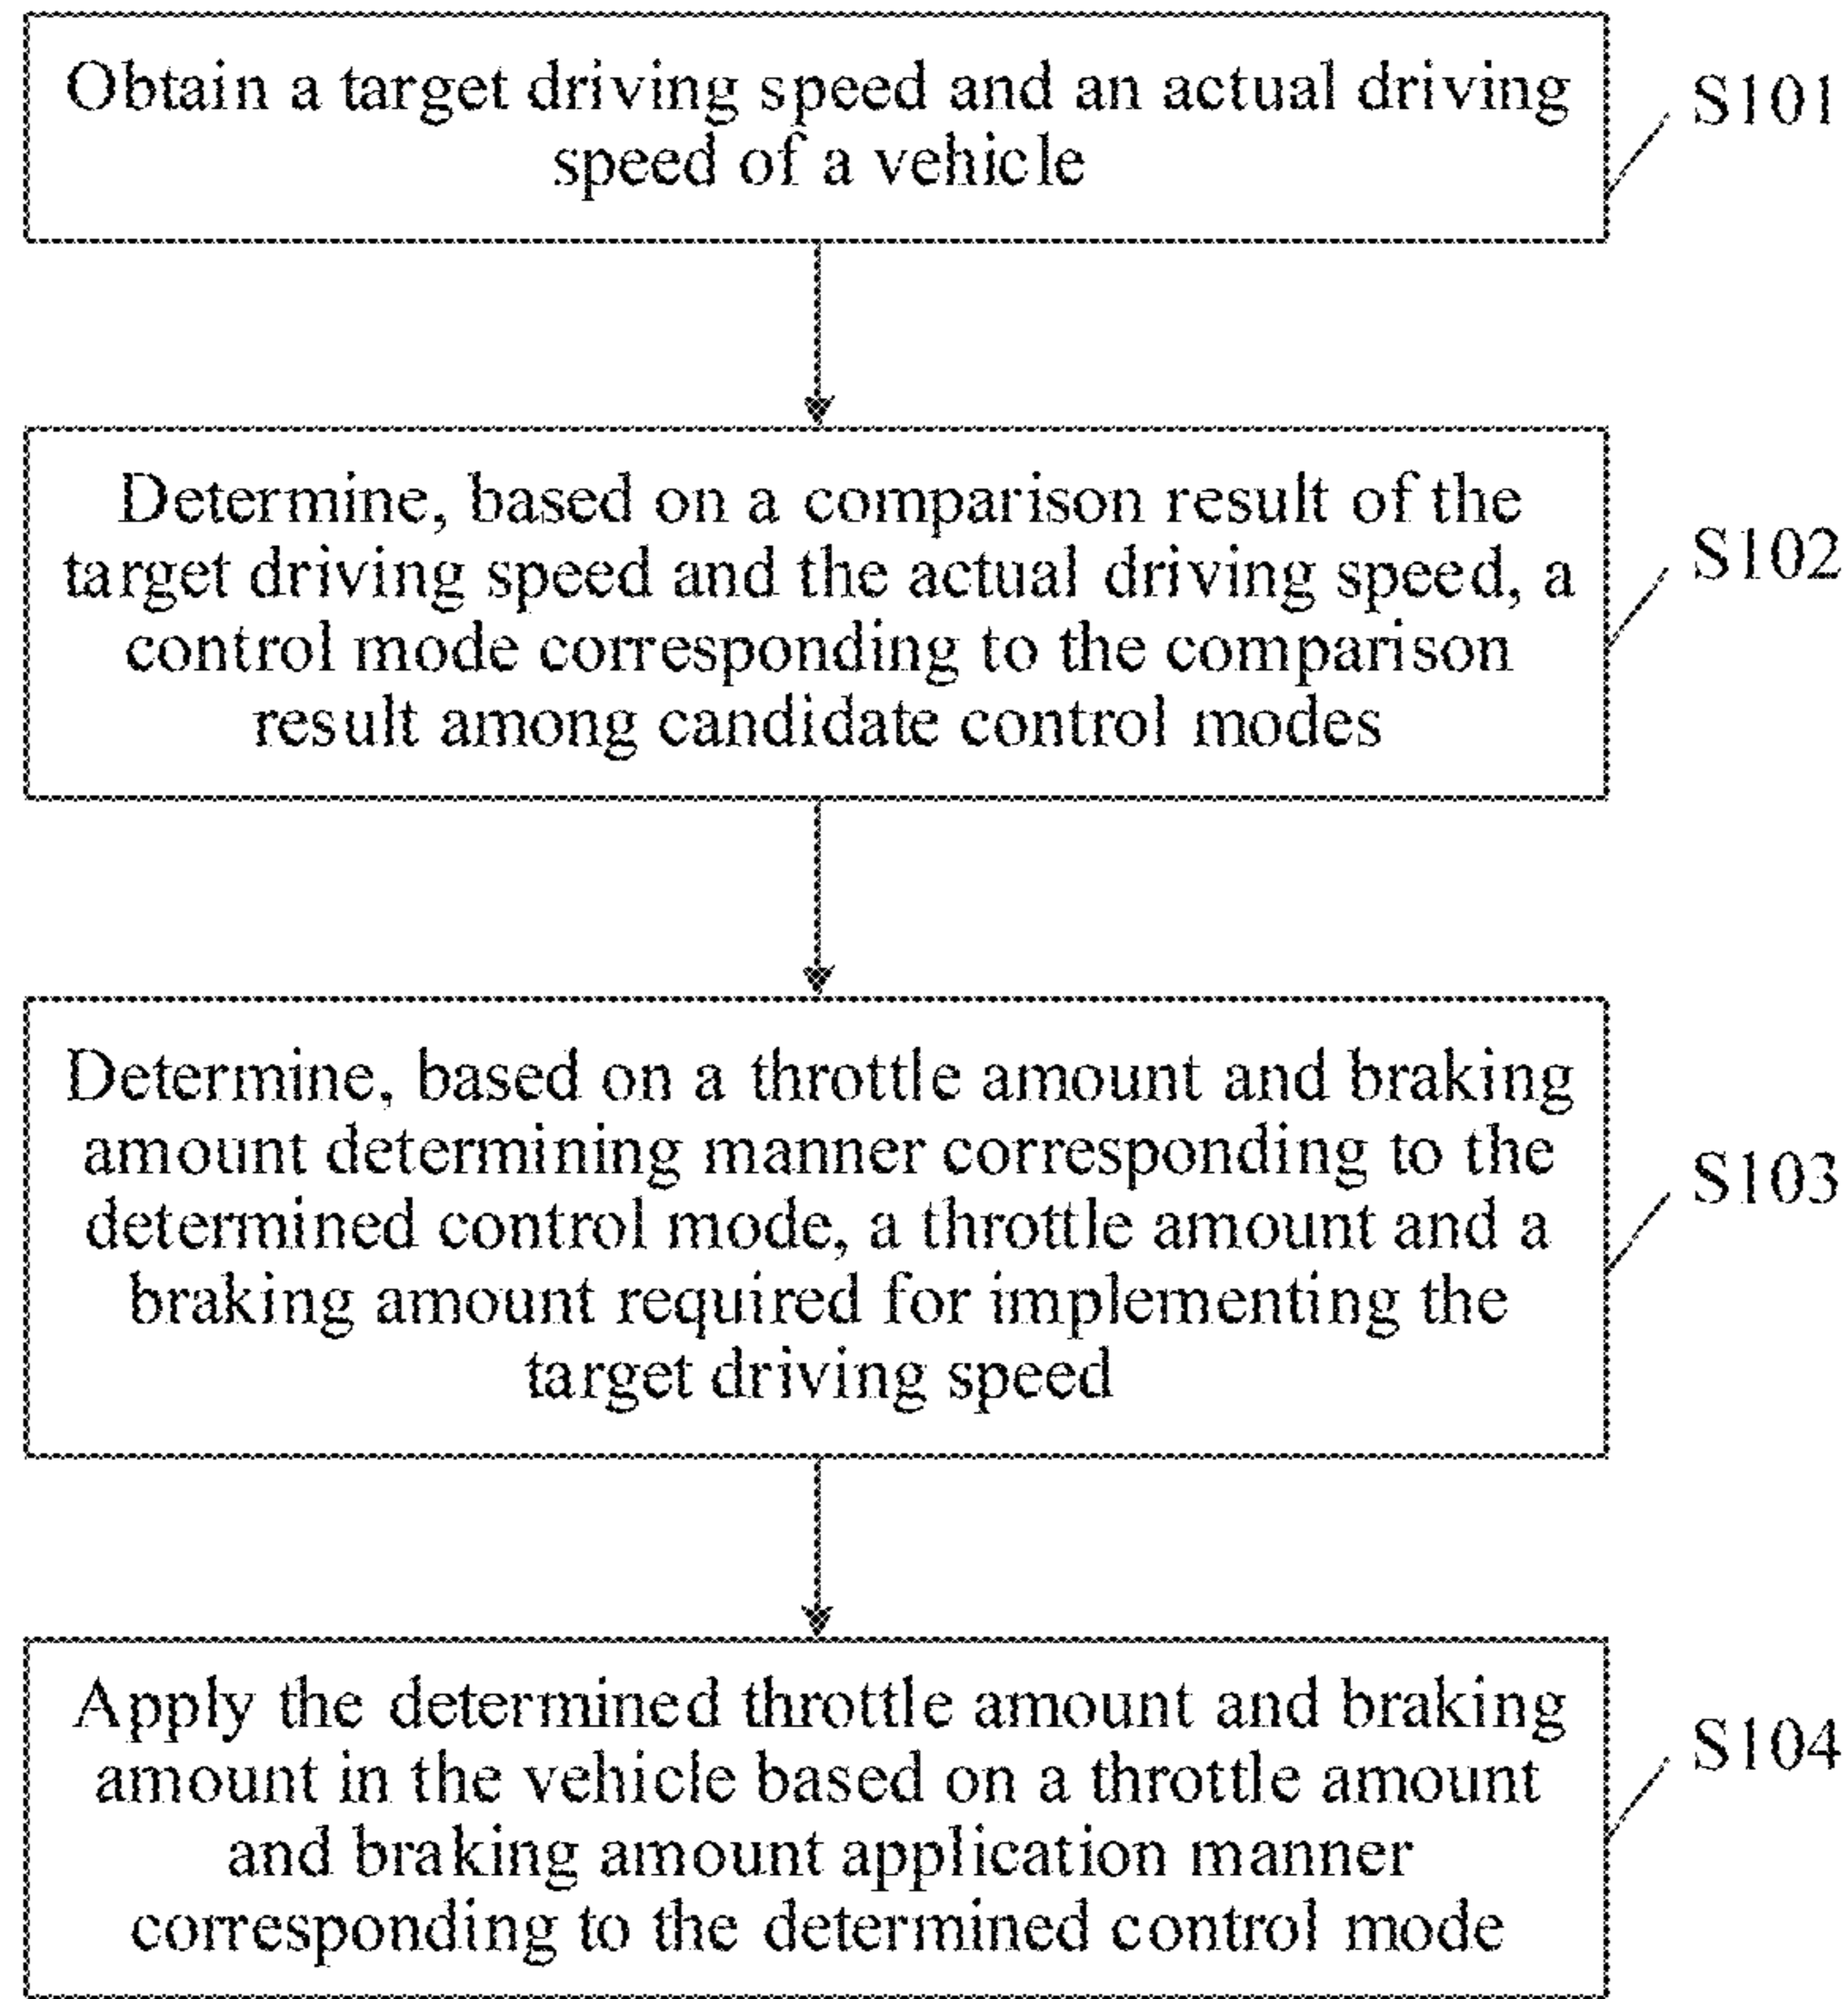 Obtain a target driving speed and an actual driving
speed of a vehicle
S101
Determine, based on a comparison result of the
target driving speed and the actual driving speed, a
control mode corresponding to the comparison
result among candidate control modes
S102
Determine, based on a throttle amount and braking
amount determining manner corresponding to the
determined control mode, a throttle amount and a
braking amount required for implementing the
target driving speed
S103
Apply the determined throttle amount and braking
amount in the vehicle based on a throttle amount
and braking amount application manner
corresponding to the determined control mode
S104